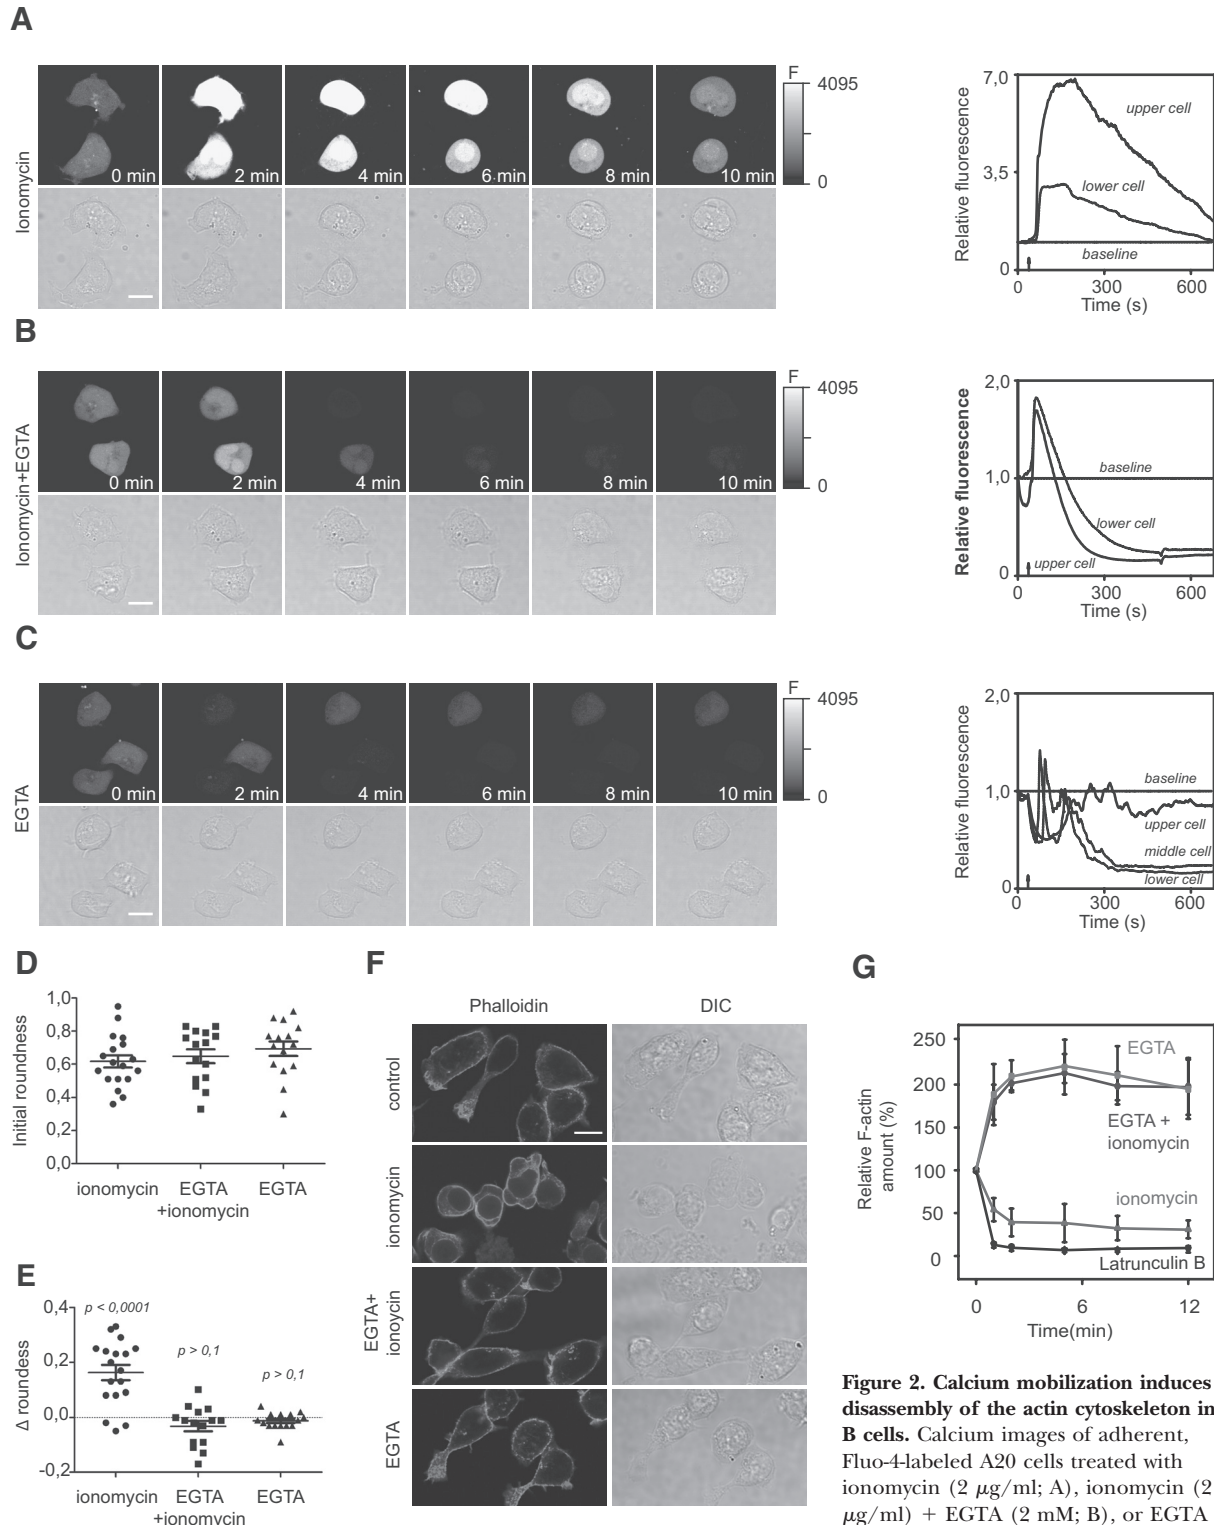 A
Ionomycin
0 min 2 min 4 min 6 min 8 min 10 min
F
4095
0
Relative fluorescence
7,0
3,5
0
upper cell
lower cell
baseline
0 300 600
Time (s)
B
Ionomycin+EGTA
0 min 2 min 4 min 6 min 8 min 10 min
F
4095
0
Relative fluorescence
2,0
1,0
0
baseline
lower cell
upper cell
0 300 600
Time (s)
C
EGTA
0 min 2 min 4 min 6 min 8 min 10 min
F
4095
0
Relative fluorescence
2,0
1,0
0
baseline
upper cell
middle cell
lower cell
0 300 600
Time (s)
D
Initial roundness
1,0
0,8
0,6
0,4
0,2
0,0
ionomycin EGTA EGTA
+ionomycin
E
Δ roundess
0,4
0,2
0,0
-0,2
p < 0,0001
p > 0,1
p > 0,1
ionomycin EGTA EGTA
+ionomycin
F
Phalloidin DIC
control
ionomycin
EGTA+
ionoycin
EGTA
G
Relative F-actin
amount (%)
250
200
150
100
50
0
EGTA
EGTA +
ionomycin
ionomycin
Latrunculin B
0 6 12
Time(min)
Figure 2. Calcium mobilization induces
disassembly of the actin cytoskeleton in
B cells. Calcium images of adherent,
Fluo-4-labeled A20 cells treated with
ionomycin (2 μg/ml; A), ionomycin (2
μg/ml) + EGTA (2 mM; B), or EGTA